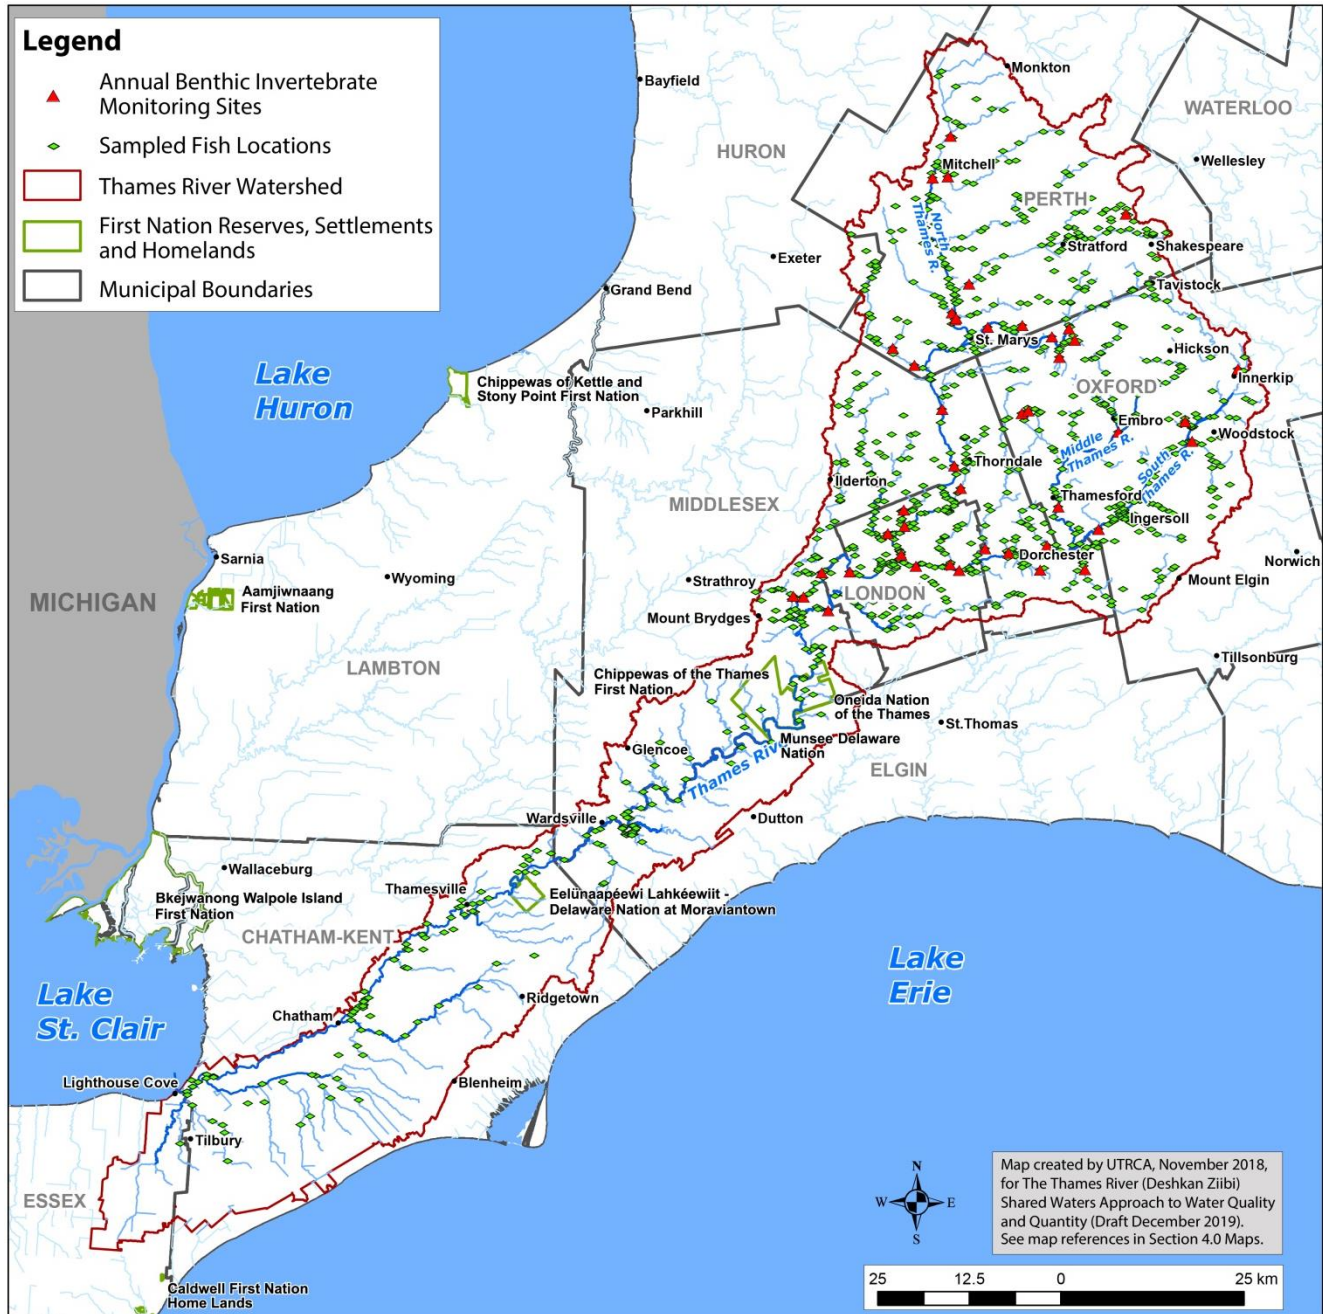 Legend
Annual Benthic Invertebrate
Monitoring Sites
Sampled Fish Locations
Thames River Watershed
First Nation Reserves, Settlements
and Homelands
Municipal Boundaries
Monkton
Bayfield
WATERLOO
HURON
Wellesley
Mitchell
PERTH
North
Thames R.
Stratford
Shakespeare
Exeter
Tavistock
Grand Bend
St. Marys
Hickson
Lake
Huron
Chippewas of Kettle and
Stony Point First Nation
Innerkip
OXFORD
Parkhill
Embro
Woodstock
Middle
Thames R.
South
Thames R.
Thorndale
Ilderton
MIDDLESEX
Thamesford
Ingersoll
Sarnia
Dorchester
Norwich
Wyoming
Strathroy
Mount Elgin
MICHIGAN
Aamjiwnaang
First Nation
LONDON
Mount Brydges
Tillsonburg
LAMBTON
Chippewas of the Thames
First Nation
Oneida Nation
of the Thames
St.Thomas
Munsee Delaware
Nation
Glencoe
Thames River
ELGIN
Wardsville
Dutton
Wallaceburg
Thamesville
Eelünaapéewi Lahkéewiit -
Delaware Nation at Moraviantown
Bkejwanong Walpole Island
First Nation
CHATHAM-KENT
Lake
Erie
Lake
St. Clair
Ridgetown
Chatham
Lighthouse Cove
Blenheim
Tilbury
ESSEX
Caldwell First Nation
Home Lands
N
W E
S
Map created by UTRCA, November 2018,
for The Thames River (Deshkan Ziibi)
Shared Waters Approach to Water Quality
and Quantity (Draft December 2019).
See map references in Section 4.0 Maps.
25 12.5 0 25 km